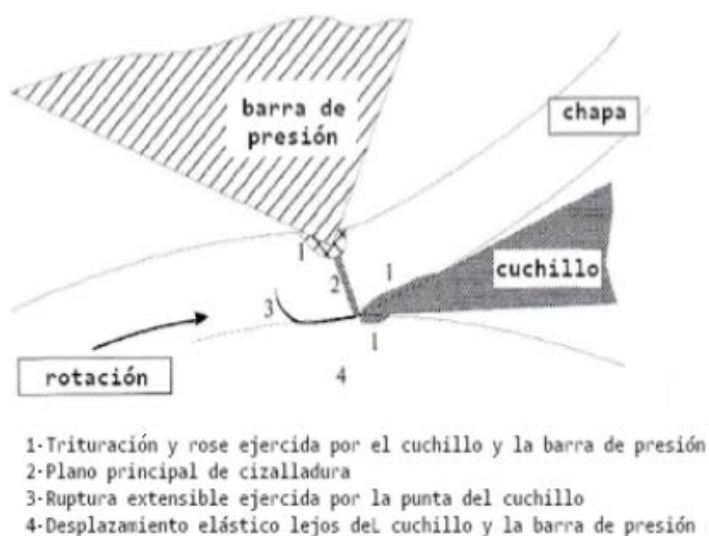 barra de
presión
chapa
cuchillo
1
2
1
3
1
rotación
4
1-Trituración y rose ejercida por el cuchillo y la barra de presión
2-Plano principal de cizalladura
3-Ruptura extensible ejercida por la punta del cuchillo
4-Desplazamiento elástico lejos deL cuchillo y la barra de presión